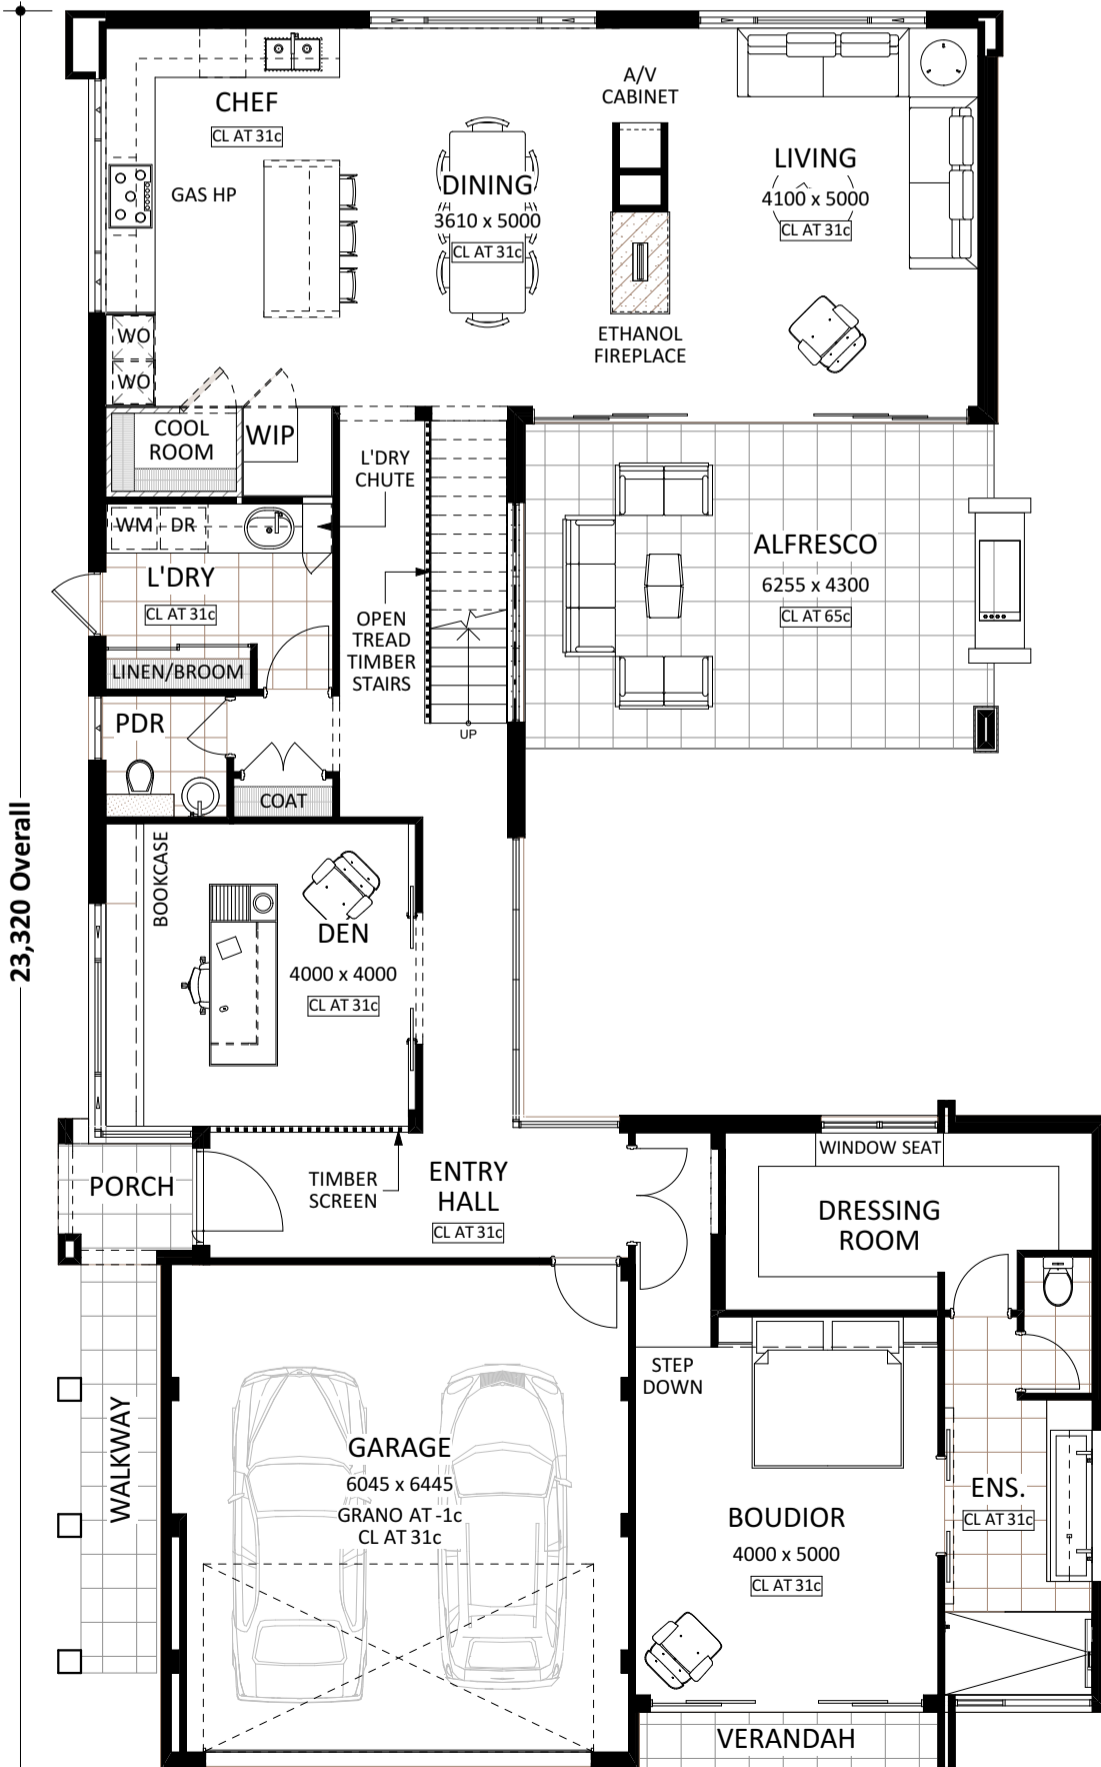 A/V
CABINET
CHEF
CL AT 31c
GAS HP
DINING
3610 x 5000
CL AT 31c
LIVING
4100 x 5000
CL AT 31c
ETHANOL
FIREPLACE
WO
WO
COOL
ROOM
WIP
L'DRY
CHUTE
WM
DR
L'DRY
CL AT 31c
LINEN/BROOM
OPEN
TREAD
TIMBER
STAIRS
UP
ALFRESCO
6255 x 4300
CL AT 65c
PDR
COAT
23,320 Overall
BOOKCASE
DEN
4000 x 4000
CL AT 31c
PORCH
TIMBER
SCREEN
ENTRY
HALL
CL AT 31c
WINDOW SEAT
DRESSING
ROOM
WALKWAY
STEP
DOWN
GARAGE
6045 x 6445
GRANO AT -1c
CL AT 31c
BOUDIOR
4000 x 5000
CL AT 31c
ENS.
CL AT 31c
VERANDAH